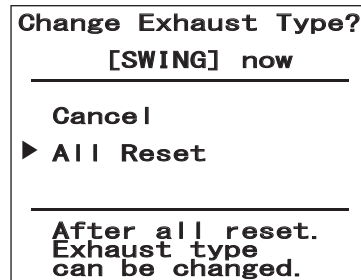 Change Exhaust Type?
[SWING] now
Cancel
▶ All Reset
After all reset.
Exhaust type
can be changed.